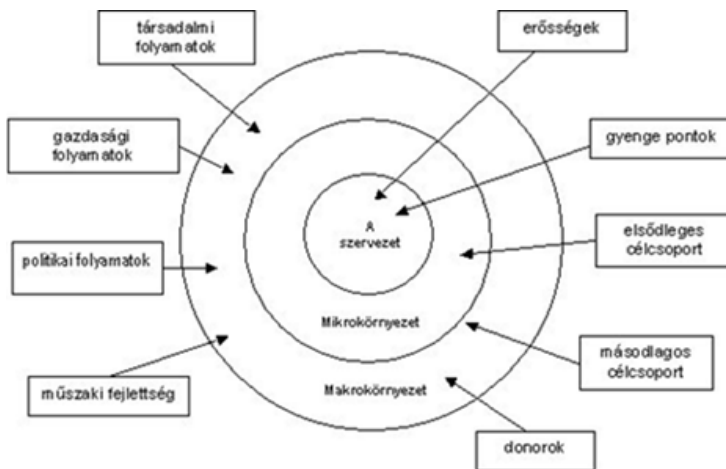 társadalmi
folyamatok
erősségek
gazdasági
folyamatok
gyenge pontok
A
szervezet
elsődleges
célcsoport
politikai folyamatok
Mikrokörnyezet
másodlagos
célcsoport
műszaki fejlettség
Makrokörnyezet
donorok